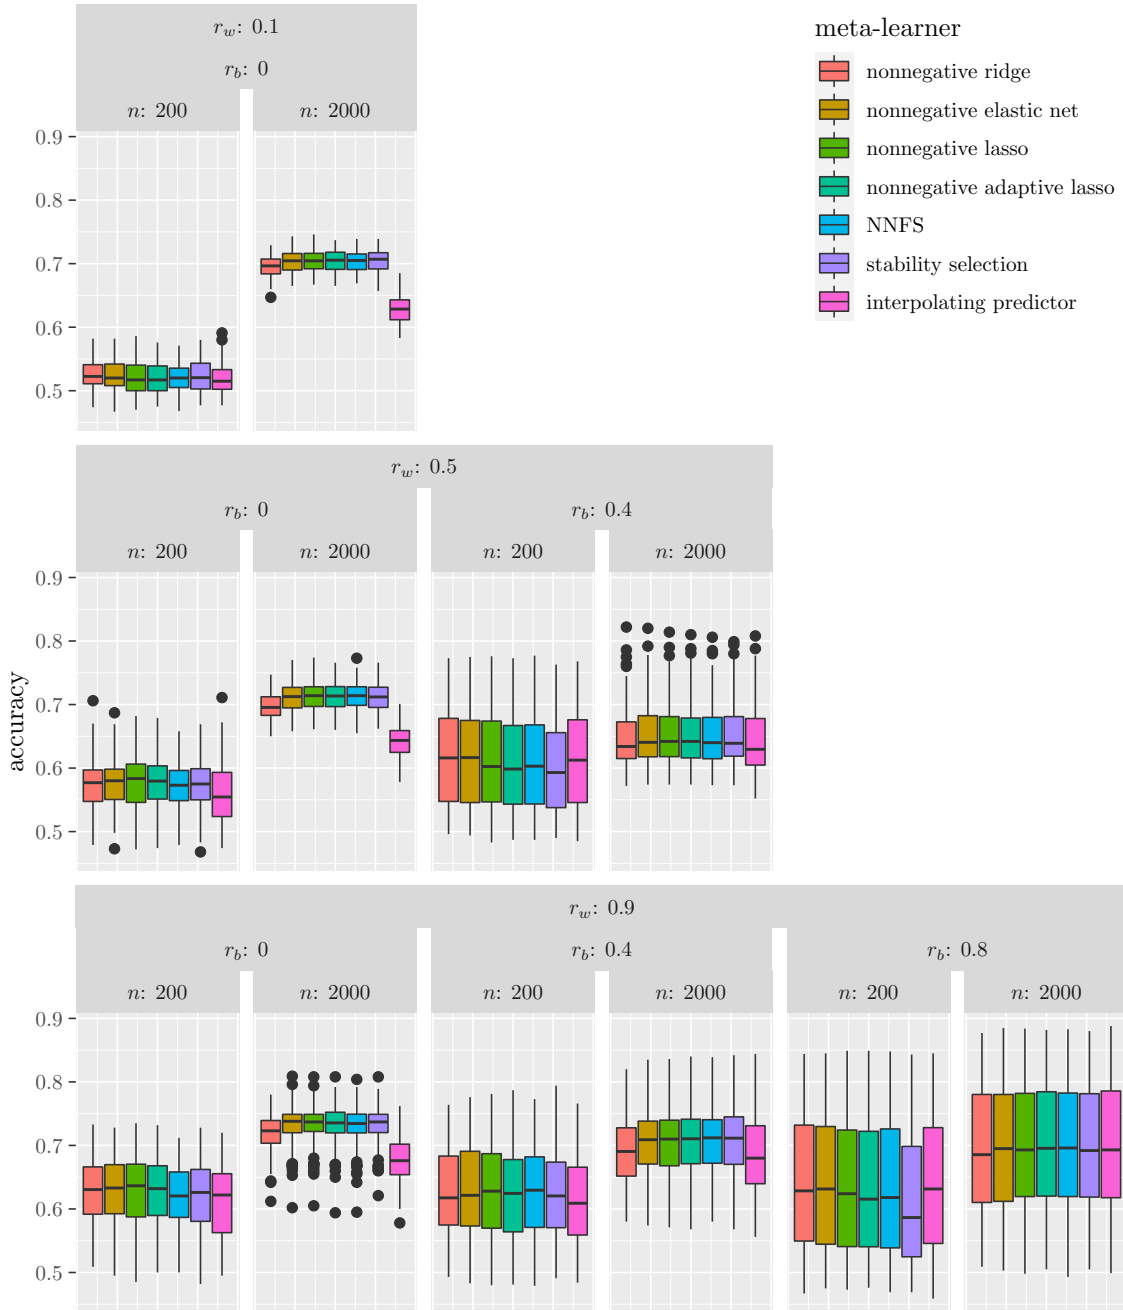 r_w: 0.1
r_b: 0
n: 200 n: 2000
0.9
0.8
0.7
0.6
0.5
meta-learner
nonnegative ridge
nonnegative elastic net
nonnegative lasso
nonnegative adaptive lasso
NNFS
stability selection
interpolating predictor
r_w: 0.5
r_b: 0 r_b: 0.4
n: 200 n: 2000 n: 200 n: 2000
0.9
0.8
0.7
0.6
0.5
accuracy
r_w: 0.9
r_b: 0 r_b: 0.4 r_b: 0.8
n: 200 n: 2000 n: 200 n: 2000 n: 200 n: 2000
0.9
0.8
0.7
0.6
0.5